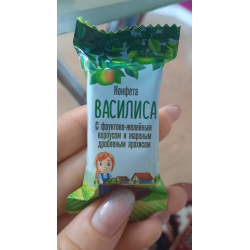 Конфета
ВАСИЛИСА
С фруктово-желейным
корпусом и жареным
дробленым арахисом